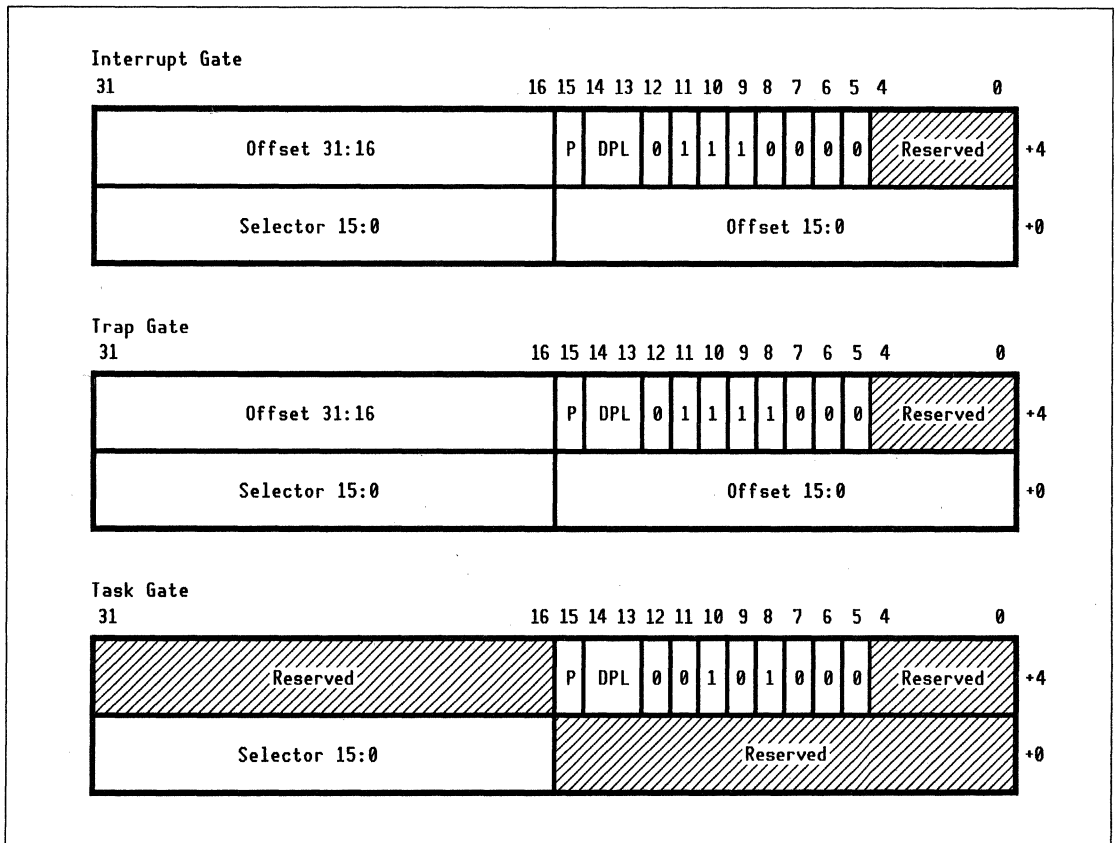 Interrupt Gate
31 16 15 14 13 12 11 10 9 8 7 6 5 4 0
Offset 31:16 P DPL 0 1 1 1 0 0 0 0 Reserved +4
Selector 15:0 Offset 15:0 +0
Trap Gate
31 16 15 14 13 12 11 10 9 8 7 6 5 4 0
Offset 31:16 P DPL 0 1 1 1 1 0 0 0 Reserved +4
Selector 15:0 Offset 15:0 +0
Task Gate
31 16 15 14 13 12 11 10 9 8 7 6 5 4 0
Reserved P DPL 0 0 1 0 1 0 0 0 Reserved +4
Selector 15:0 Reserved +0